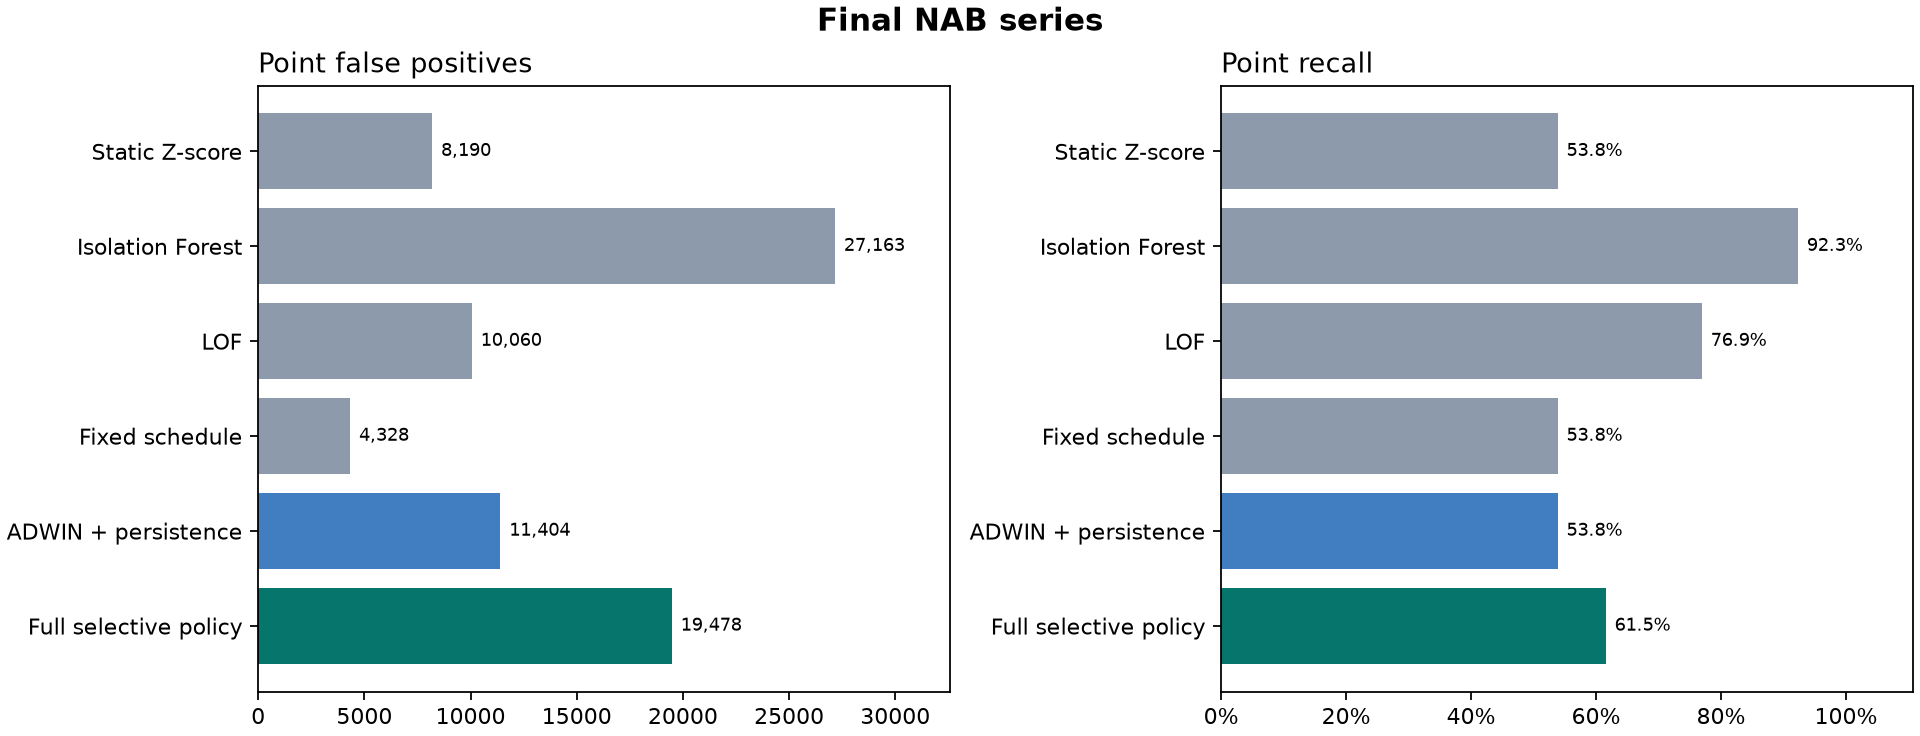 Final NAB series
Point false positives
Static Z-score
8,190
Isolation Forest
27,163
LOF
10,060
Fixed schedule
4,328
ADWIN + persistence
11,404
Full selective policy
19,478
0 5000 10000 15000 20000 25000 30000
Point recall
Static Z-score
53.8%
Isolation Forest
92.3%
LOF
76.9%
Fixed schedule
53.8%
ADWIN + persistence
53.8%
Full selective policy
61.5%
0% 20% 40% 60% 80% 100%